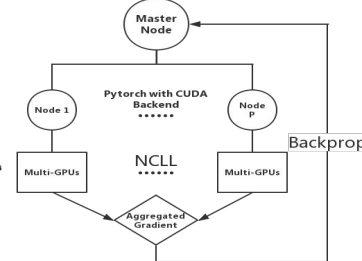 Master
Node
Pytorch with CUDA
Backend
Node 1
Node
P
......
Backprop
NCLL
Multi-GPUs
......
Multi-GPUs
Aggregated
Gradient